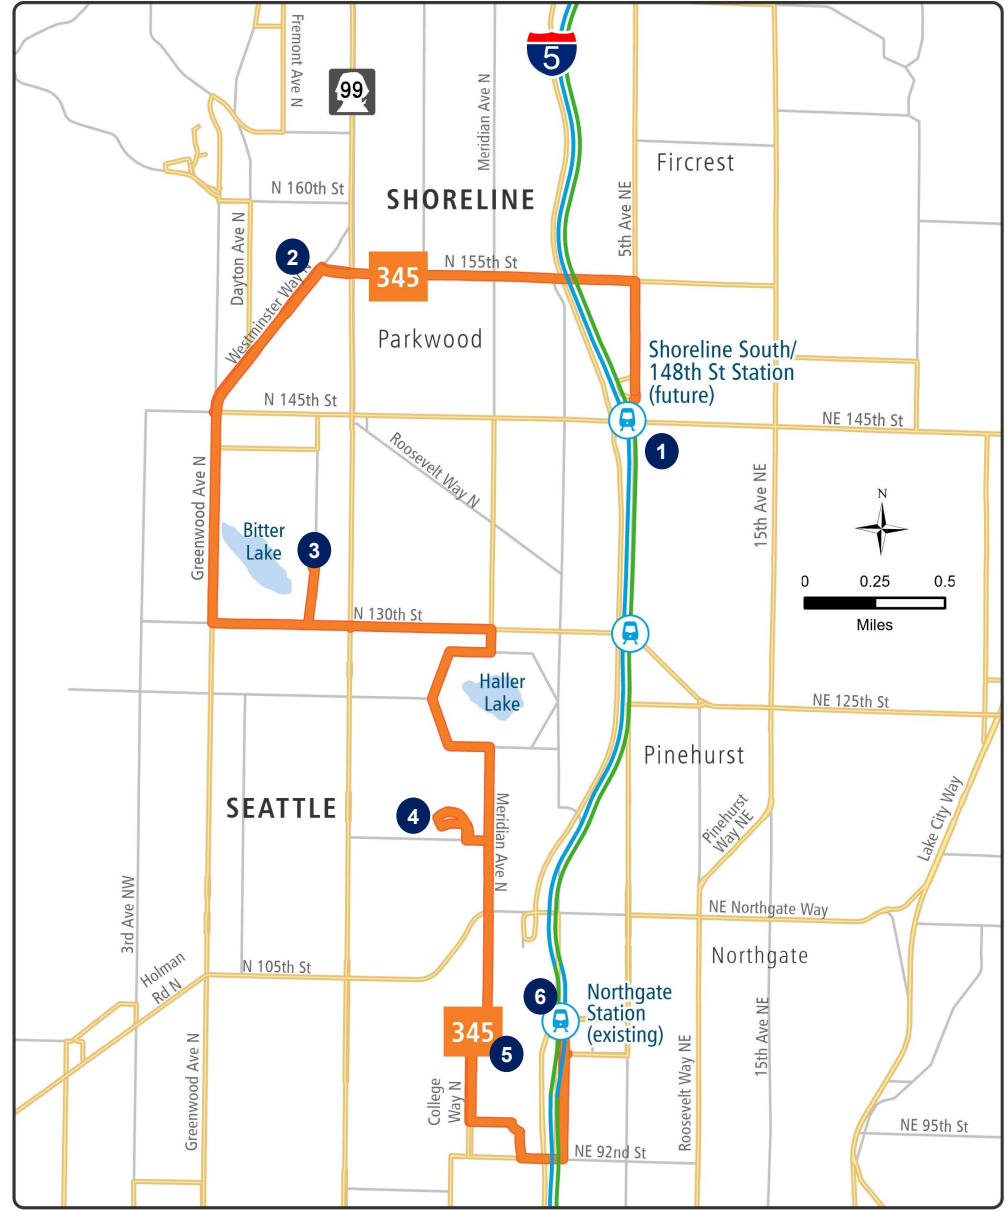 Fremont Ave N
5
99
Meridian Ave N
Fircrest
N 160th St
SHORELINE
5th Ave NE
Dayton Ave N
2
Westminster Way
345
N 155th St
Parkwood
Shoreline South/
148th St Station
(future)
N 145th St
NE 145th St
1
Roosevelt Way N
Greenwood Ave N
15th Ave NE
N
Bitter
Lake
3
0
0.25
0.5
Miles
N 130th St
Haller
Lake
NE 125th St
Pinehurst
SEATTLE
4
Meridian Ave N
Pinehurst
Way NE
Lake City Way
3rd Ave NW
NE Northgate Way
Northgate
Holman
Rd N
N 105th St
6
Northgate
Station
(existing)
345
5
15th Ave NE
Greenwood Ave N
College
Way N
Roosevelt Way NE
NE 92nd St
NE 95th St